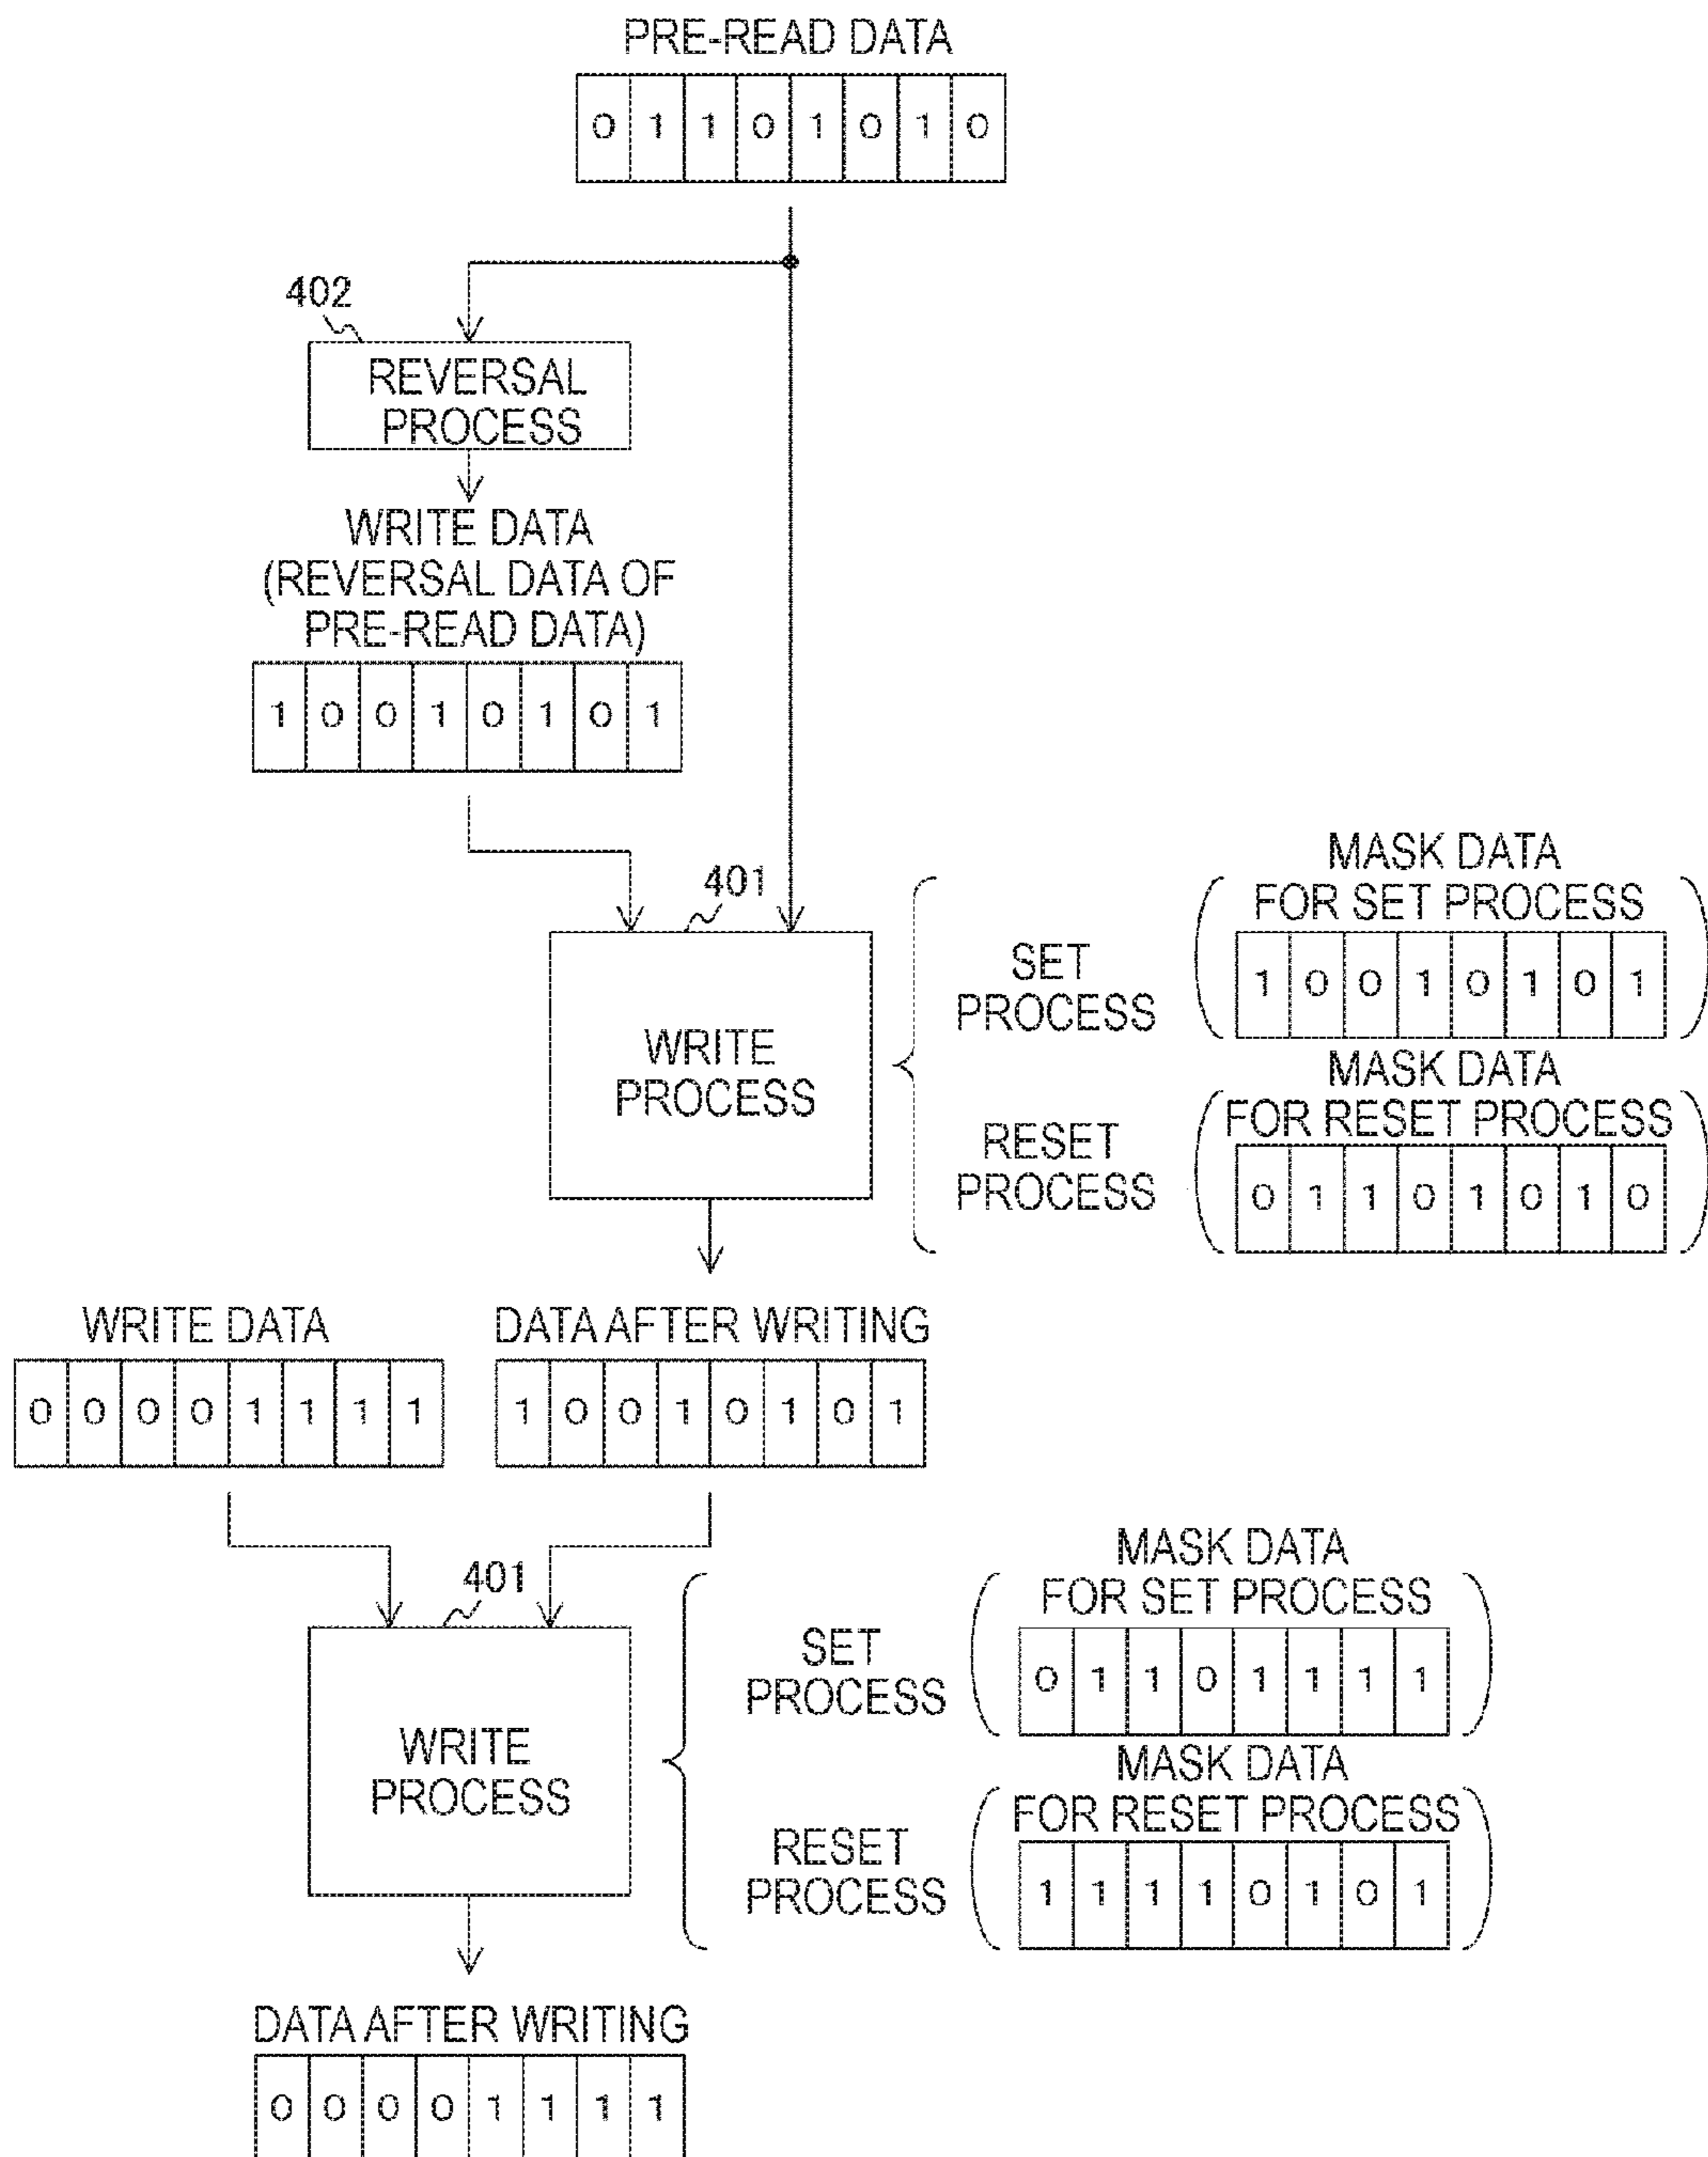 PRE-READ DATA
0 1 1 0 1 0 1 0
402
REVERSAL
PROCESS
WRITE DATA
(REVERSAL DATA OF
PRE-READ DATA)
1 0 0 1 0 1 0 1
401
WRITE
PROCESS
SET
PROCESS
MASK DATA
FOR SET PROCESS
1 0 0 1 0 1 0 1
RESET
PROCESS
MASK DATA
FOR RESET PROCESS
0 1 1 0 1 0 1 0
WRITE DATA
0 0 0 0 1 1 1 1
DATA AFTER WRITING
1 0 0 1 0 1 0 1
401
WRITE
PROCESS
SET
PROCESS
MASK DATA
FOR SET PROCESS
0 1 1 0 1 1 1 1
RESET
PROCESS
MASK DATA
FOR RESET PROCESS
1 1 1 1 0 1 0 1
DATA AFTER WRITING
0 0 0 0 1 1 1 1